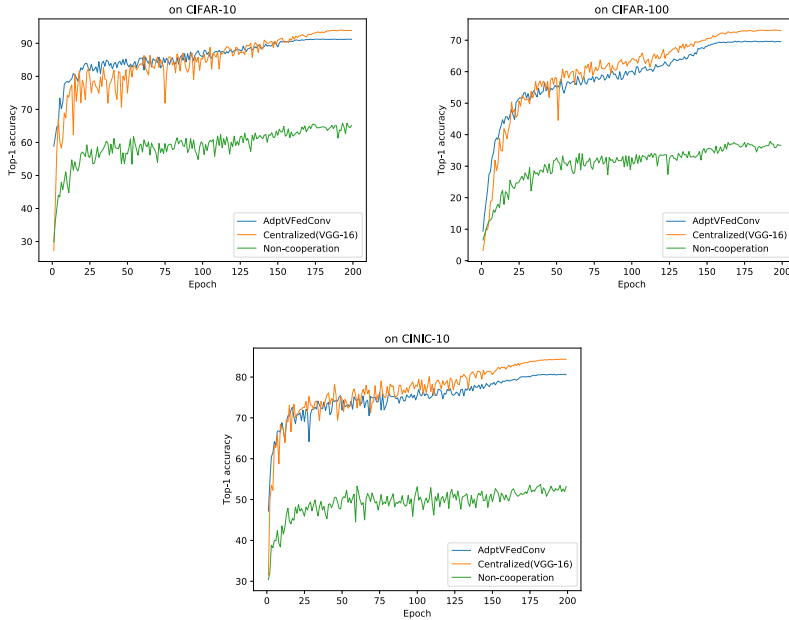 on CIFAR-10
Top-1 accuracy
90
80
70
60
50
40
30
AdptVFedConv
Centralized(VGG-16)
Non-cooperation
0 25 50 75 100 125 150 175 200
Epoch
on CIFAR-100
Top-1 accuracy
70
60
50
40
30
20
10
0
AdptVFedConv
Centralized(VGG-16)
Non-cooperation
0 25 50 75 100 125 150 175 200
Epoch
on CINIC-10
Top-1 accuracy
80
70
60
50
40
30
AdptVFedConv
Centralized(VGG-16)
Non-cooperation
0 25 50 75 100 125 150 175 200
Epoch